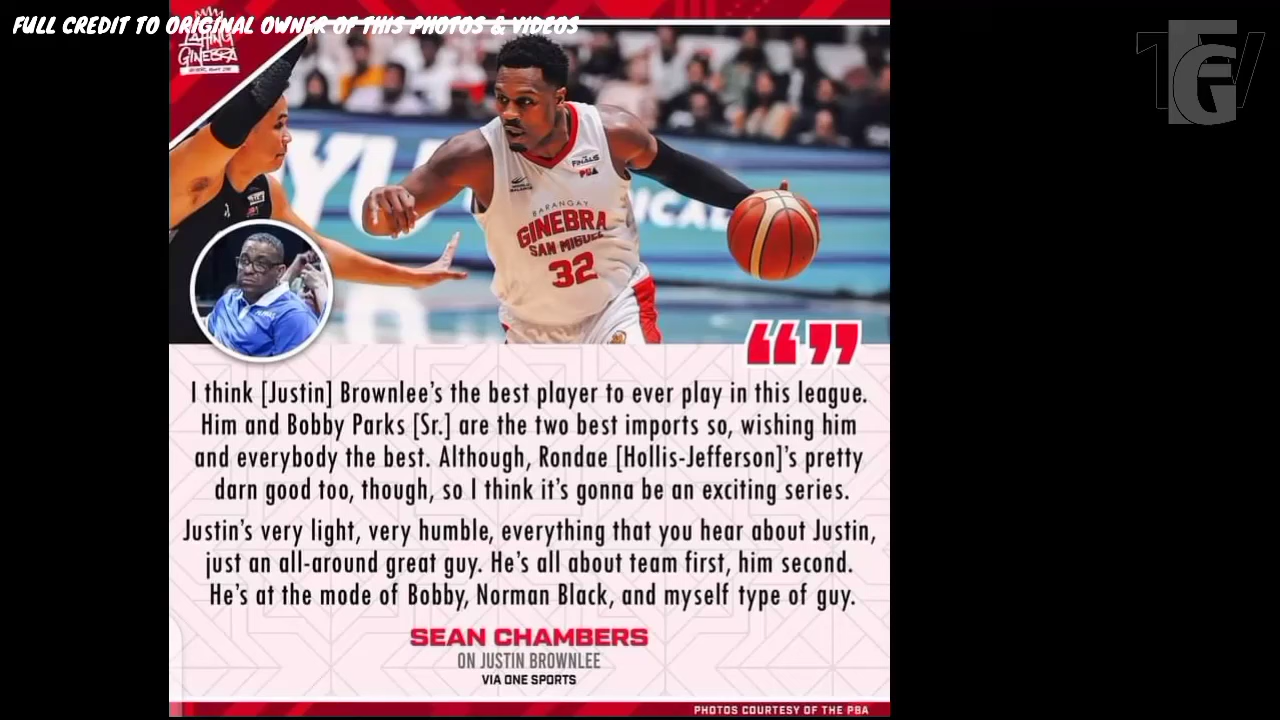 FULL CREDIT TO ORIGINAL OWNER OF THIS PHOTOS & VIDEOS
GINEBRA
FINALS
PBA
BARANGAY
GINEBRA
SAN MIGUEL
32
ICAL
“”
I think [Justin] Brownlee’s the best player to ever play in this league.
Him and Bobby Parks [Sr.] are the two best imports so, wishing him
and everybody the best. Although, Rondae [Hollis-Jefferson]’s pretty
darn good too, though, so I think it’s gonna be an exciting series.
Justin’s very light, very humble, everything that you hear about Justin,
just an all-around great guy. He’s all about team first, him second.
He’s at the mode of Bobby, Norman Black, and myself type of guy.
SEAN CHAMBERS
ON JUSTIN BROWNLEE
VIA ONE SPORTS
PHOTOS COURTESY OF THE PBA